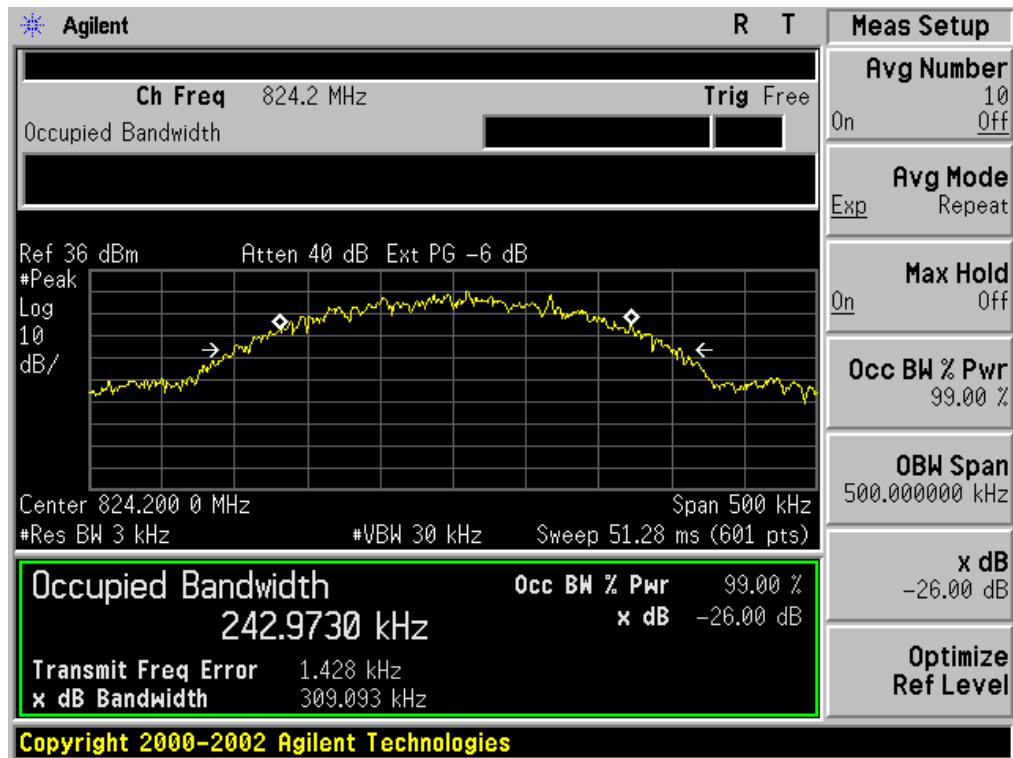 Agilent R T
Ch Freq 824.2 MHz Trig Free
Occupied Bandwidth
Ref 36 dBm Atten 40 dB Ext PG -6 dB
#Peak
Log
10
dB/
Center 824.200 0 MHz Span 500 kHz
#Res BW 3 kHz #VBW 30 kHz Sweep 51.28 ms (601 pts)
Occupied Bandwidth Occ BW % Pwr 99.00 %
242.9730 kHz x dB -26.00 dB
Transmit Freq Error 1.428 kHz
x dB Bandwidth 309.093 kHz
Copyright 2000-2002 Agilent Technologies
Meas Setup
Avg Number
10
On Off
Avg Mode
Exp Repeat
Max Hold
On Off
Occ BW % Pwr
99.00 %
OBW Span
500.000000 kHz
x dB
-26.00 dB
Optimize
Ref Level